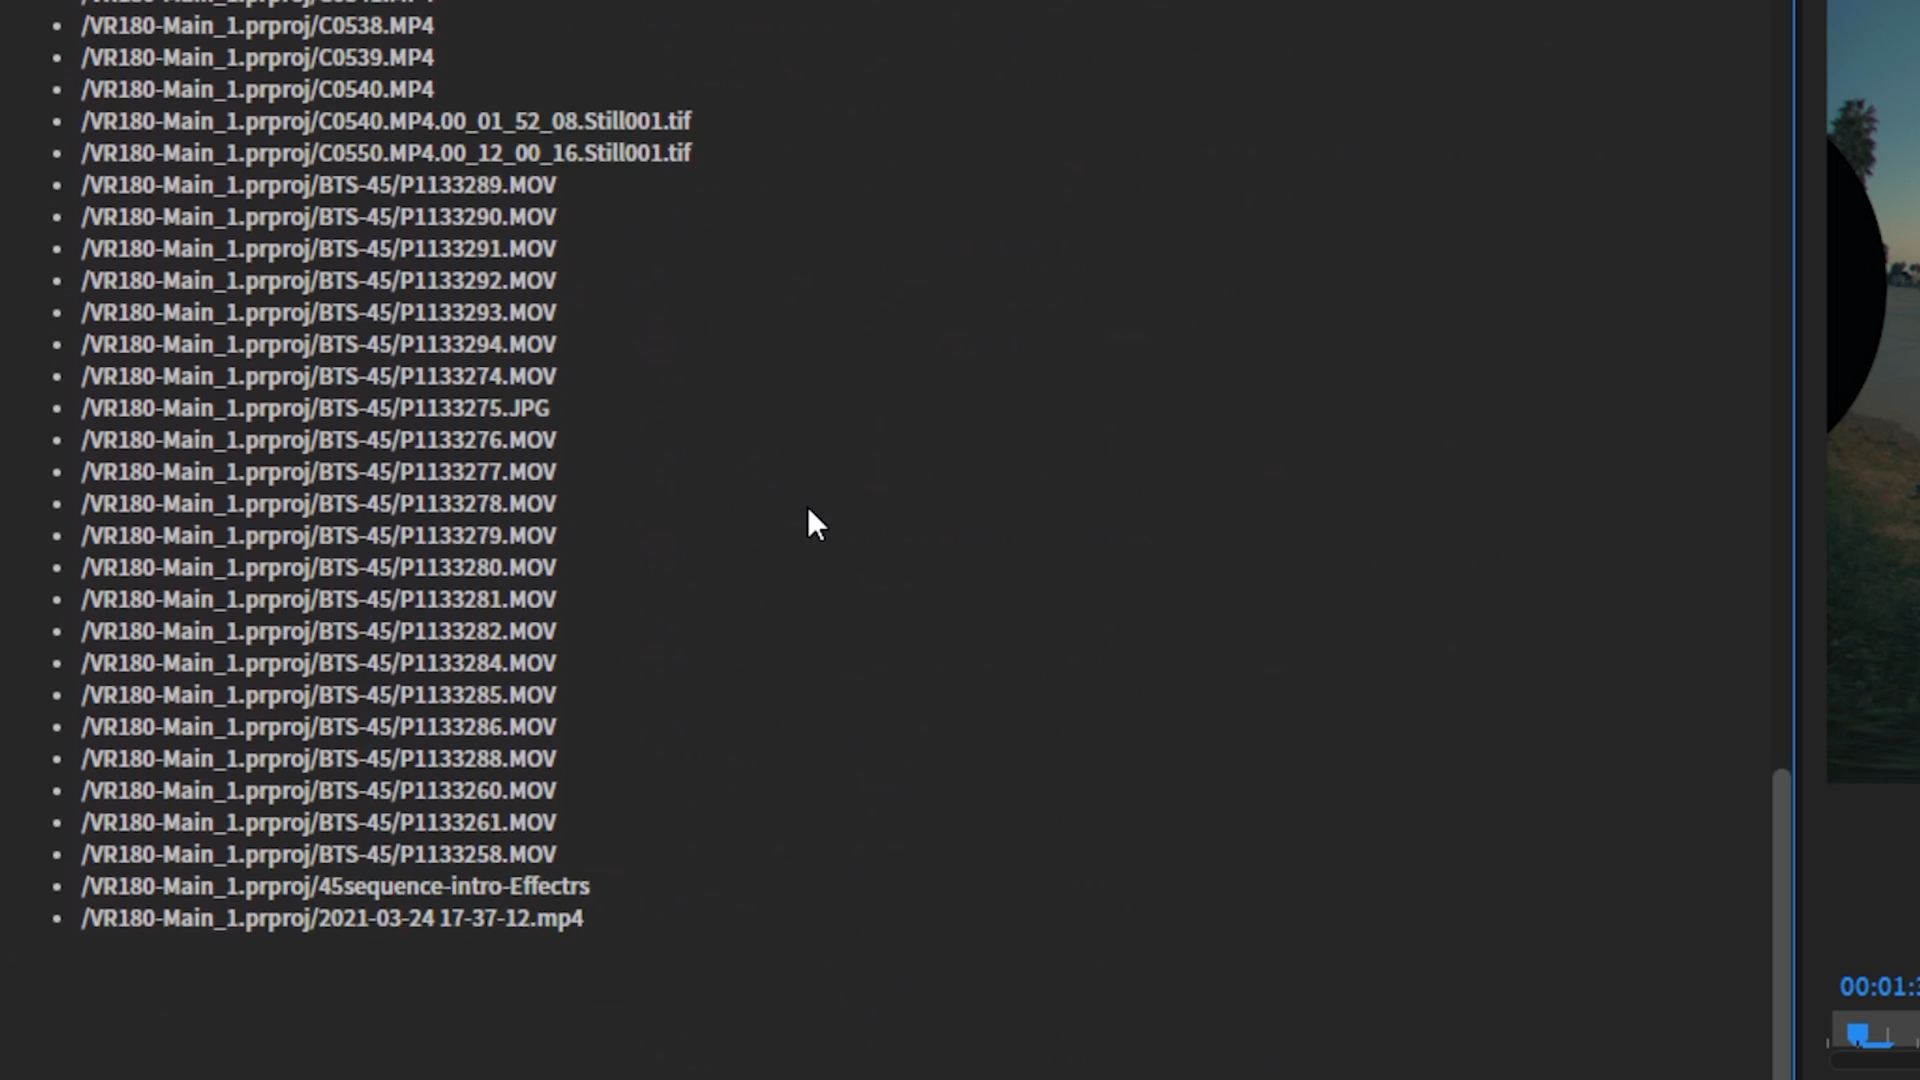 • /VR180-Main_1.prproj/C0538.MP4
• /VR180-Main_1.prproj/C0539.MP4
• /VR180-Main_1.prproj/C0540.MP4
• /VR180-Main_1.prproj/C0540.MP4.00_01_52_08.Still001.tif
• /VR180-Main_1.prproj/C0550.MP4.00_12_00_16.Still001.tif
• /VR180-Main_1.prproj/BTS-45/P1133289.MOV
• /VR180-Main_1.prproj/BTS-45/P1133290.MOV
• /VR180-Main_1.prproj/BTS-45/P1133291.MOV
• /VR180-Main_1.prproj/BTS-45/P1133292.MOV
• /VR180-Main_1.prproj/BTS-45/P1133293.MOV
• /VR180-Main_1.prproj/BTS-45/P1133294.MOV
• /VR180-Main_1.prproj/BTS-45/P1133274.MOV
• /VR180-Main_1.prproj/BTS-45/P1133275.JPG
• /VR180-Main_1.prproj/BTS-45/P1133276.MOV
• /VR180-Main_1.prproj/BTS-45/P1133277.MOV
• /VR180-Main_1.prproj/BTS-45/P1133278.MOV
• /VR180-Main_1.prproj/BTS-45/P1133279.MOV
• /VR180-Main_1.prproj/BTS-45/P1133280.MOV
• /VR180-Main_1.prproj/BTS-45/P1133281.MOV
• /VR180-Main_1.prproj/BTS-45/P1133282.MOV
• /VR180-Main_1.prproj/BTS-45/P1133284.MOV
• /VR180-Main_1.prproj/BTS-45/P1133285.MOV
• /VR180-Main_1.prproj/BTS-45/P1133286.MOV
• /VR180-Main_1.prproj/BTS-45/P1133288.MOV
• /VR180-Main_1.prproj/BTS-45/P1133260.MOV
• /VR180-Main_1.prproj/BTS-45/P1133261.MOV
• /VR180-Main_1.prproj/BTS-45/P1133258.MOV
• /VR180-Main_1.prproj/45sequence-intro-Effectrs
• /VR180-Main_1.prproj/2021-03-24 17-37-12.mp4
00:01: